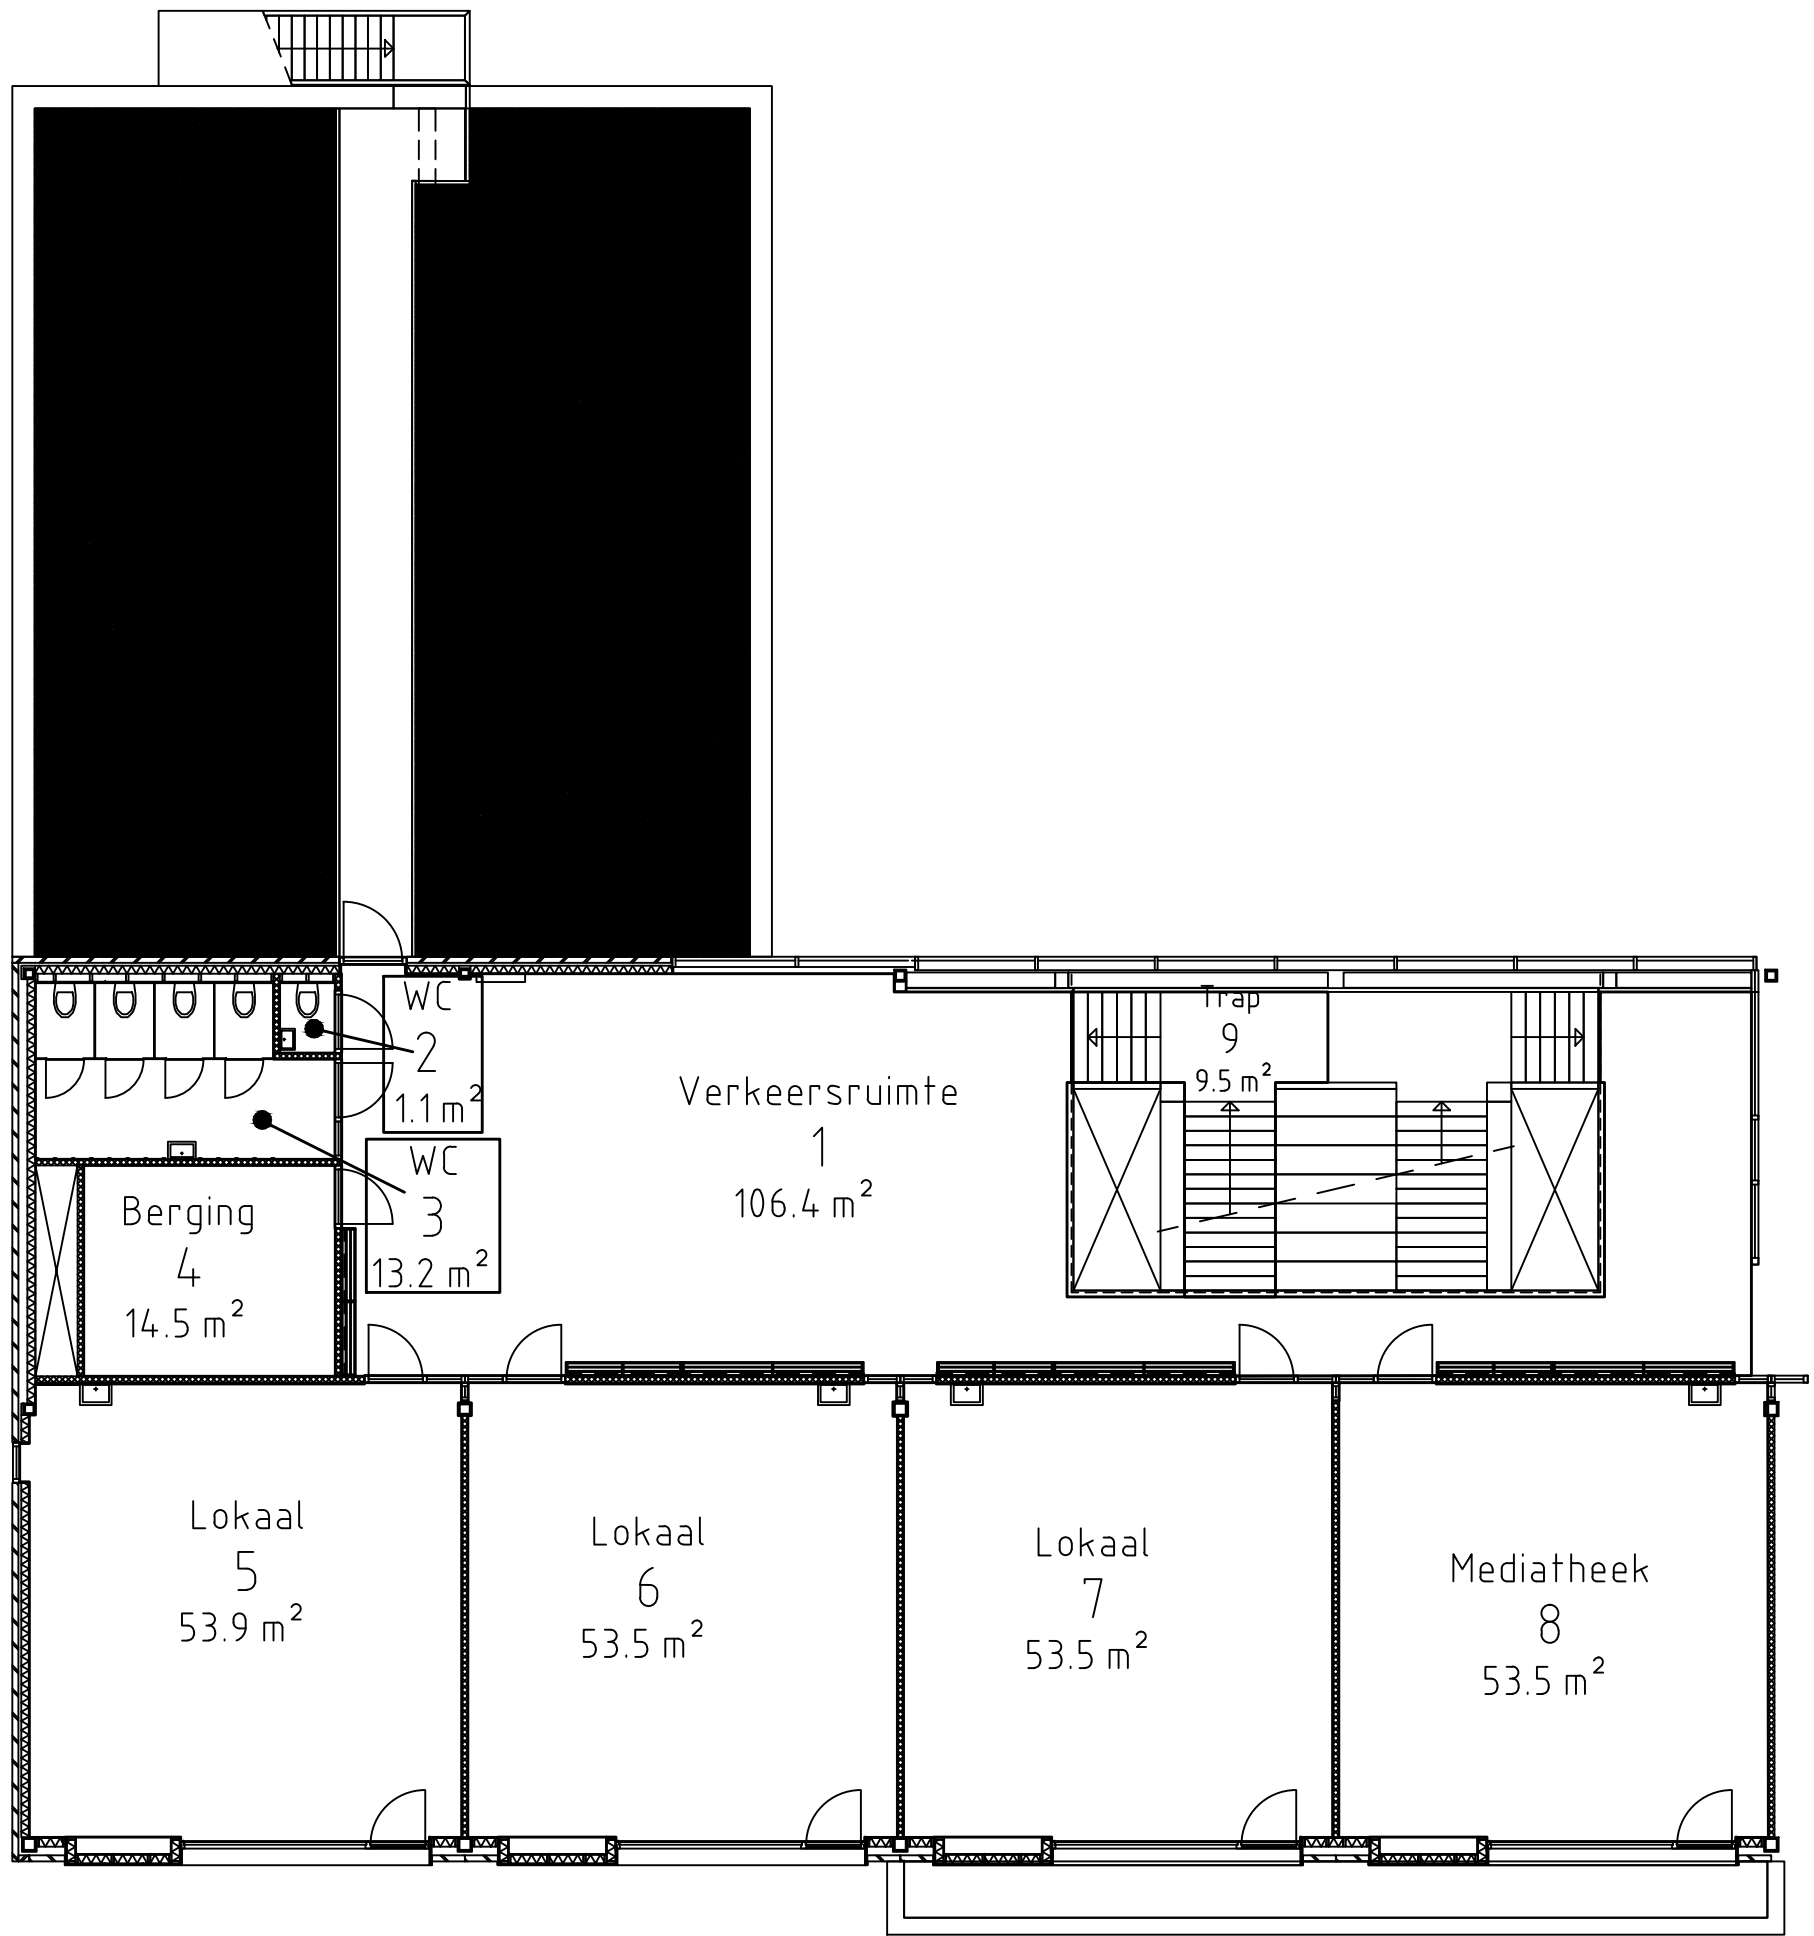 WC
2
1.1 m²
WC
3
13.2 m²
Verkeersruimte
1
106.4 m²
Trap
9
9.5 m²
Berging
4
14.5 m²
Lokaal
5
53.9 m²
Lokaal
6
53.5 m²
Lokaal
7
53.5 m²
Mediatheek
8
53.5 m²